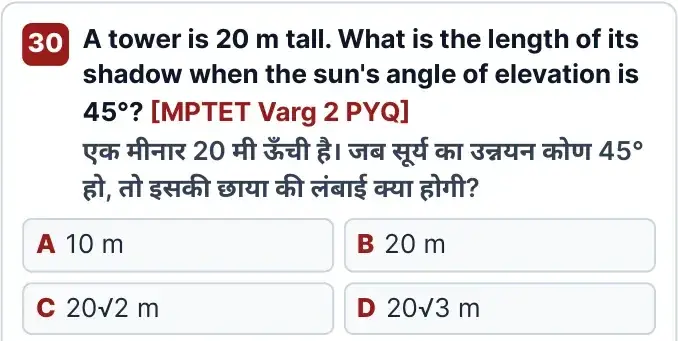 30 A tower is 20 m tall. What is the length of its
shadow when the sun's angle of elevation is
45°? [MPTET Varg 2 PYQ]
एक मीनार 20 मी ऊँची है। जब सूर्य का उन्नयन कोण 45°
हो, तो इसकी छाया की लंबाई क्या होगी?
A 10 m
B 20 m
C 20√2 m
D 20√3 m